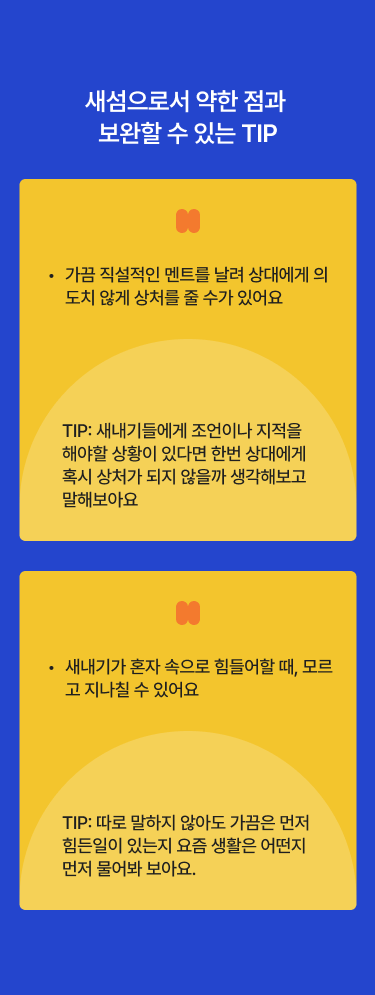 새섬으로서 약한 점과
보완할 수 있는 TIP
• 가끔 직설적인 멘트를 날려 상대에게 의
도치 않게 상처를 줄 수가 있어요
TIP: 새내기들에게 조언이나 지적을
해야할 상황이 있다면 한번 상대에게
혹시 상처가 되지 않을까 생각해보고
말해보아요
• 새내기가 혼자 속으로 힘들어할 때, 모르
고 지나칠 수 있어요
TIP: 따로 말하지 않아도 가끔은 먼저
힘든일이 있는지 요즘 생활은 어떤지
먼저 물어봐 보아요.